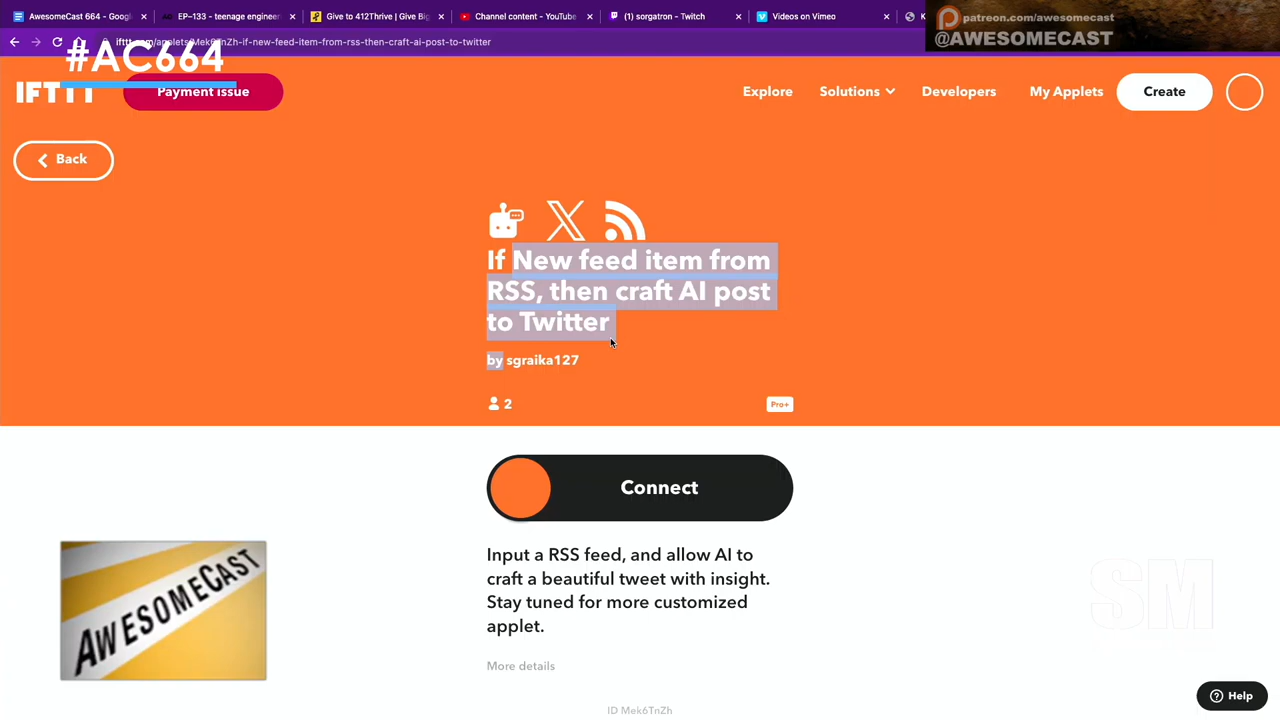 AwesomeCast 664 - Googl
EP–133 - teenage engineer
Give to 412Thrive | Give Big
Channel content - YouTube
(1) sorgatron - Twitch
Videos on Vimeo
K
patreon.com/awesomecast
@AWESOMECAST
#AC664
IFTTT
Payment issue
Explore
Solutions
Developers
My Applets
Create
Back
If New feed item from
RSS, then craft AI post
to Twitter
by sgraika127
2
Pro+
Connect
Input a RSS feed, and allow AI to
craft a beautiful tweet with insight.
Stay tuned for more customized
applet.
More details
ID Mek6TnZh
AWESOMECAST
SM
Help